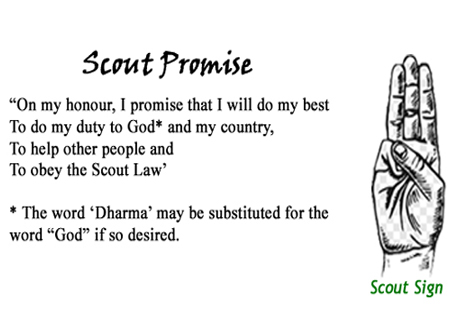 Scout Promise
“On my honour, I promise that I will do my best
To do my duty to God* and my country,
To help other people and
To obey the Scout Law’
* The word ‘Dharma’ may be substituted for the
word “God” if so desired.
Scout Sign